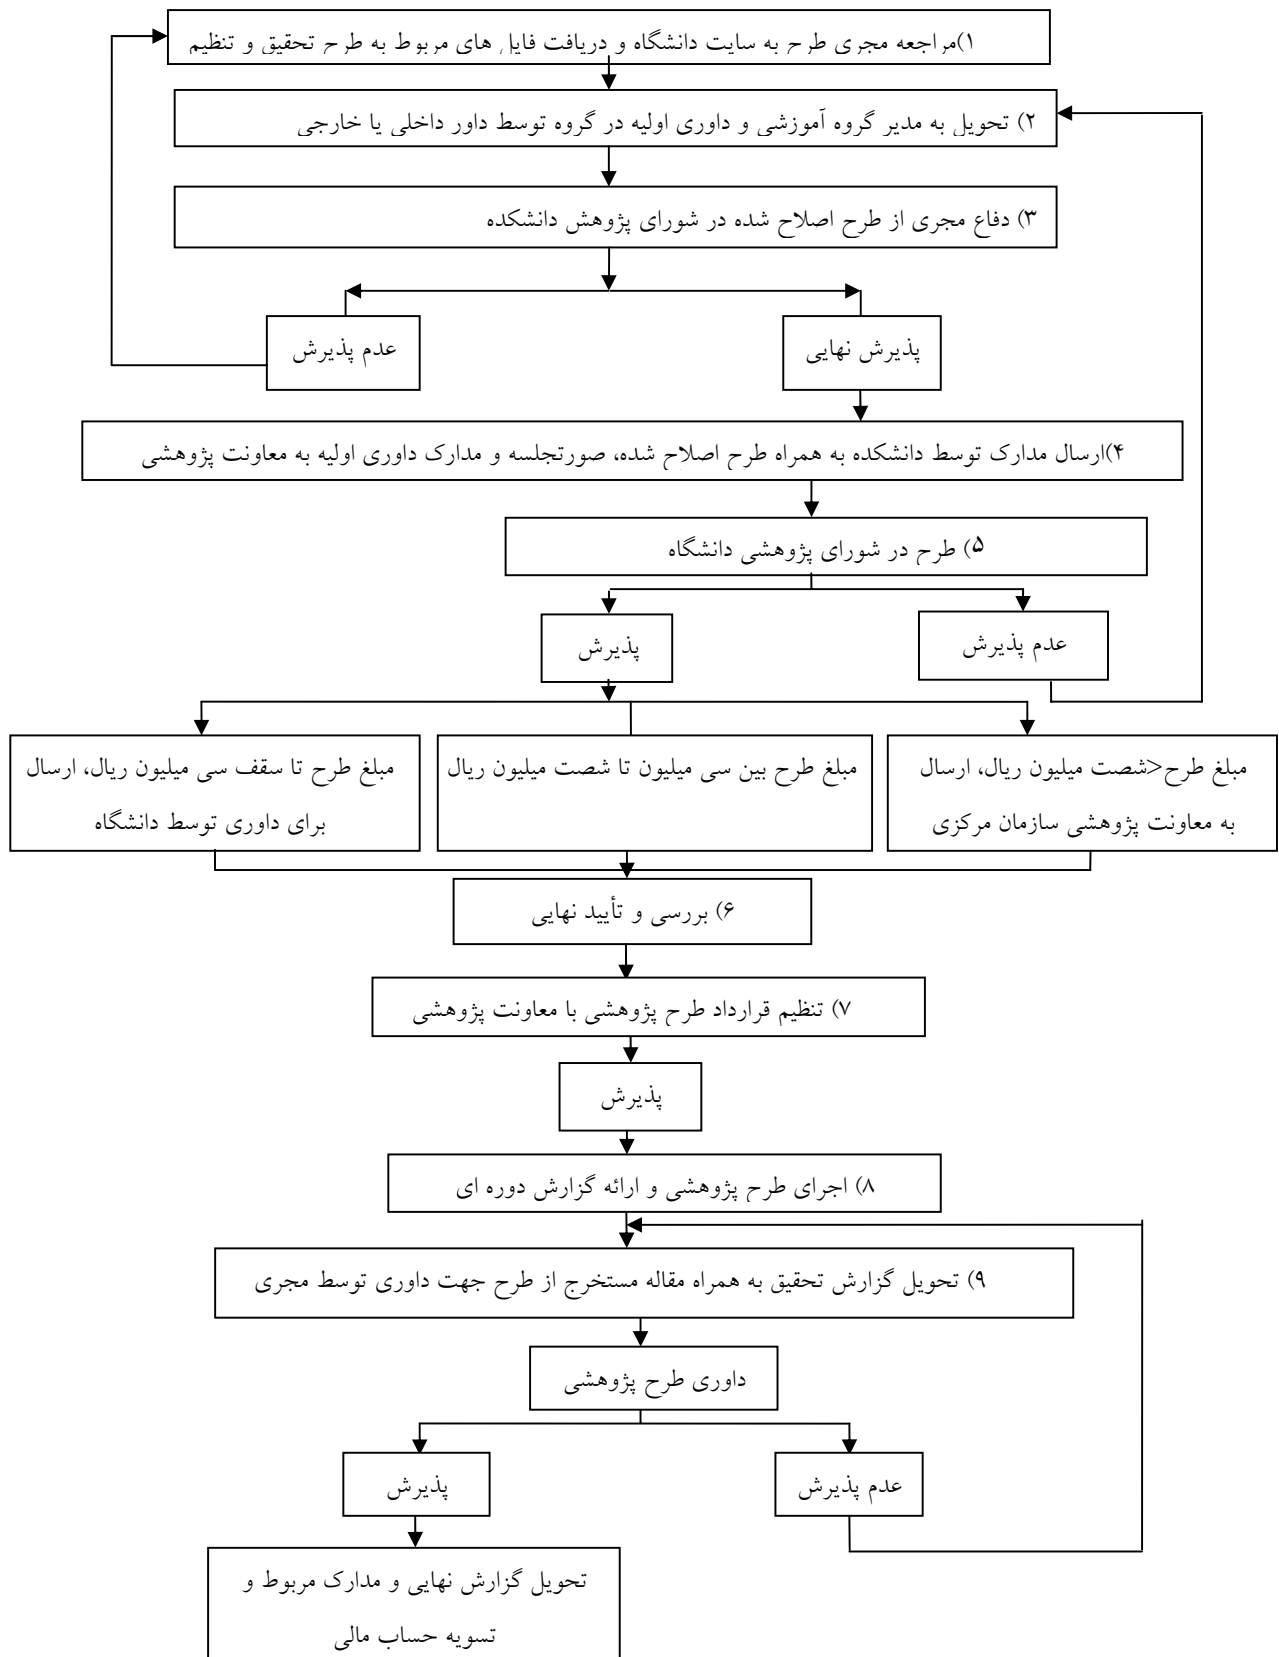 ۱)مراجعه مجری طرح به سایت دانشگاه و دریافت فایل های مربوط به طرح تحقیق و تنظیم
۲) تحویل به مدیر گروه آموزشی و داوری اولیه در گروه توسط داور داخلی یا خارجی
۳) دفاع مجری از طرح اصلاح شده در شورای پژوهش دانشکده
پذیرش نهایی
عدم پذیرش
۴)ارسال مدارک توسط دانشکده به همراه طرح اصلاح شده، صورتجلسه و مدارک داوری اولیه به معاونت پژوهشی
۵) طرح در شورای پژوهشی دانشگاه
عدم پذیرش
پذیرش
مبلغ طرح>شصت میلیون ریال، ارسال
به معاونت پژوهشی سازمان مرکزی
مبلغ طرح بین سی میلیون تا شصت میلیون ریال
مبلغ طرح تا سقف سی میلیون ریال، ارسال
برای داوری توسط دانشگاه
۶) بررسی و تأیید نهایی
۷) تنظیم قرارداد طرح پژوهشی با معاونت پژوهشی
پذیرش
۸) اجرای طرح پژوهشی و ارائه گزارش دوره ای
۹) تحویل گزارش تحقیق به همراه مقاله مستخرج از طرح جهت داوری توسط مجری
داوری طرح پژوهشی
عدم پذیرش
پذیرش
تحویل گزارش نهایی و مدارک مربوط و
تسویه حساب مالی